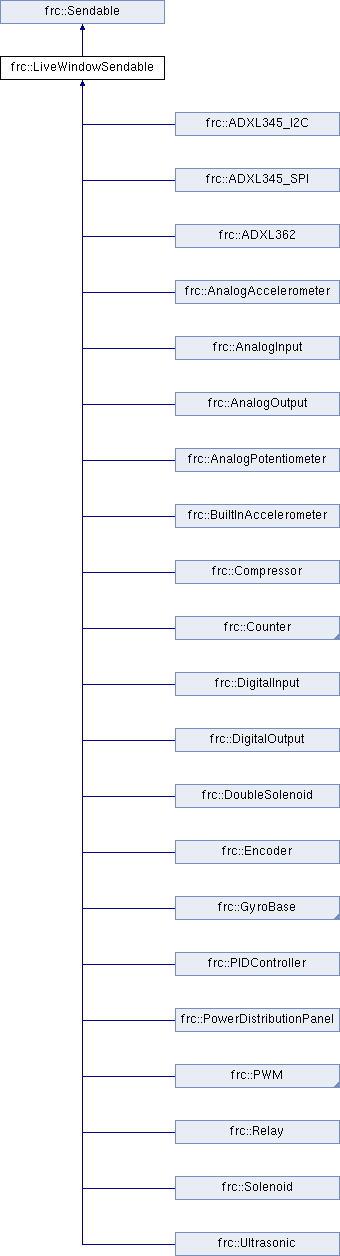 frc::Sendable
frc::LiveWindowSendable
frc::ADXL345_I2C
frc::ADXL345_SPI
frc::ADXL362
frc::AnalogAccelerometer
frc::AnalogInput
frc::AnalogOutput
frc::AnalogPotentiometer
frc::BuiltInAccelerometer
frc::Compressor
frc::Counter
frc::DigitalInput
frc::DigitalOutput
frc::DoubleSolenoid
frc::Encoder
frc::GyroBase
frc::PIDController
frc::PowerDistributionPanel
frc::PWM
frc::Relay
frc::Solenoid
frc::Ultrasonic